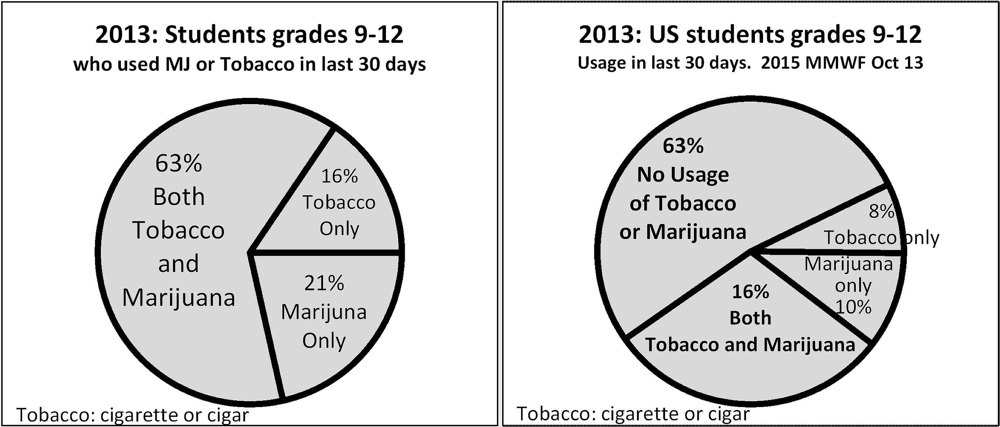 2013: Students grades 9-12
who used MJ or Tobacco in last 30 days
63%
Both
Tobacco
and
Marijuana
16%
Tobacco
Only
21%
Marijuna
Only
Tobacco: cigarette or cigar
2013: US students grades 9-12
Usage in last 30 days.  2015 MMWF Oct 13
63%
No Usage
of Tobacco
or Marijuana
8%
Tobacco only
Marijuana
only
10%
16%
Both
Tobacco and Marijuana
Tobacco: cigarette or cigar